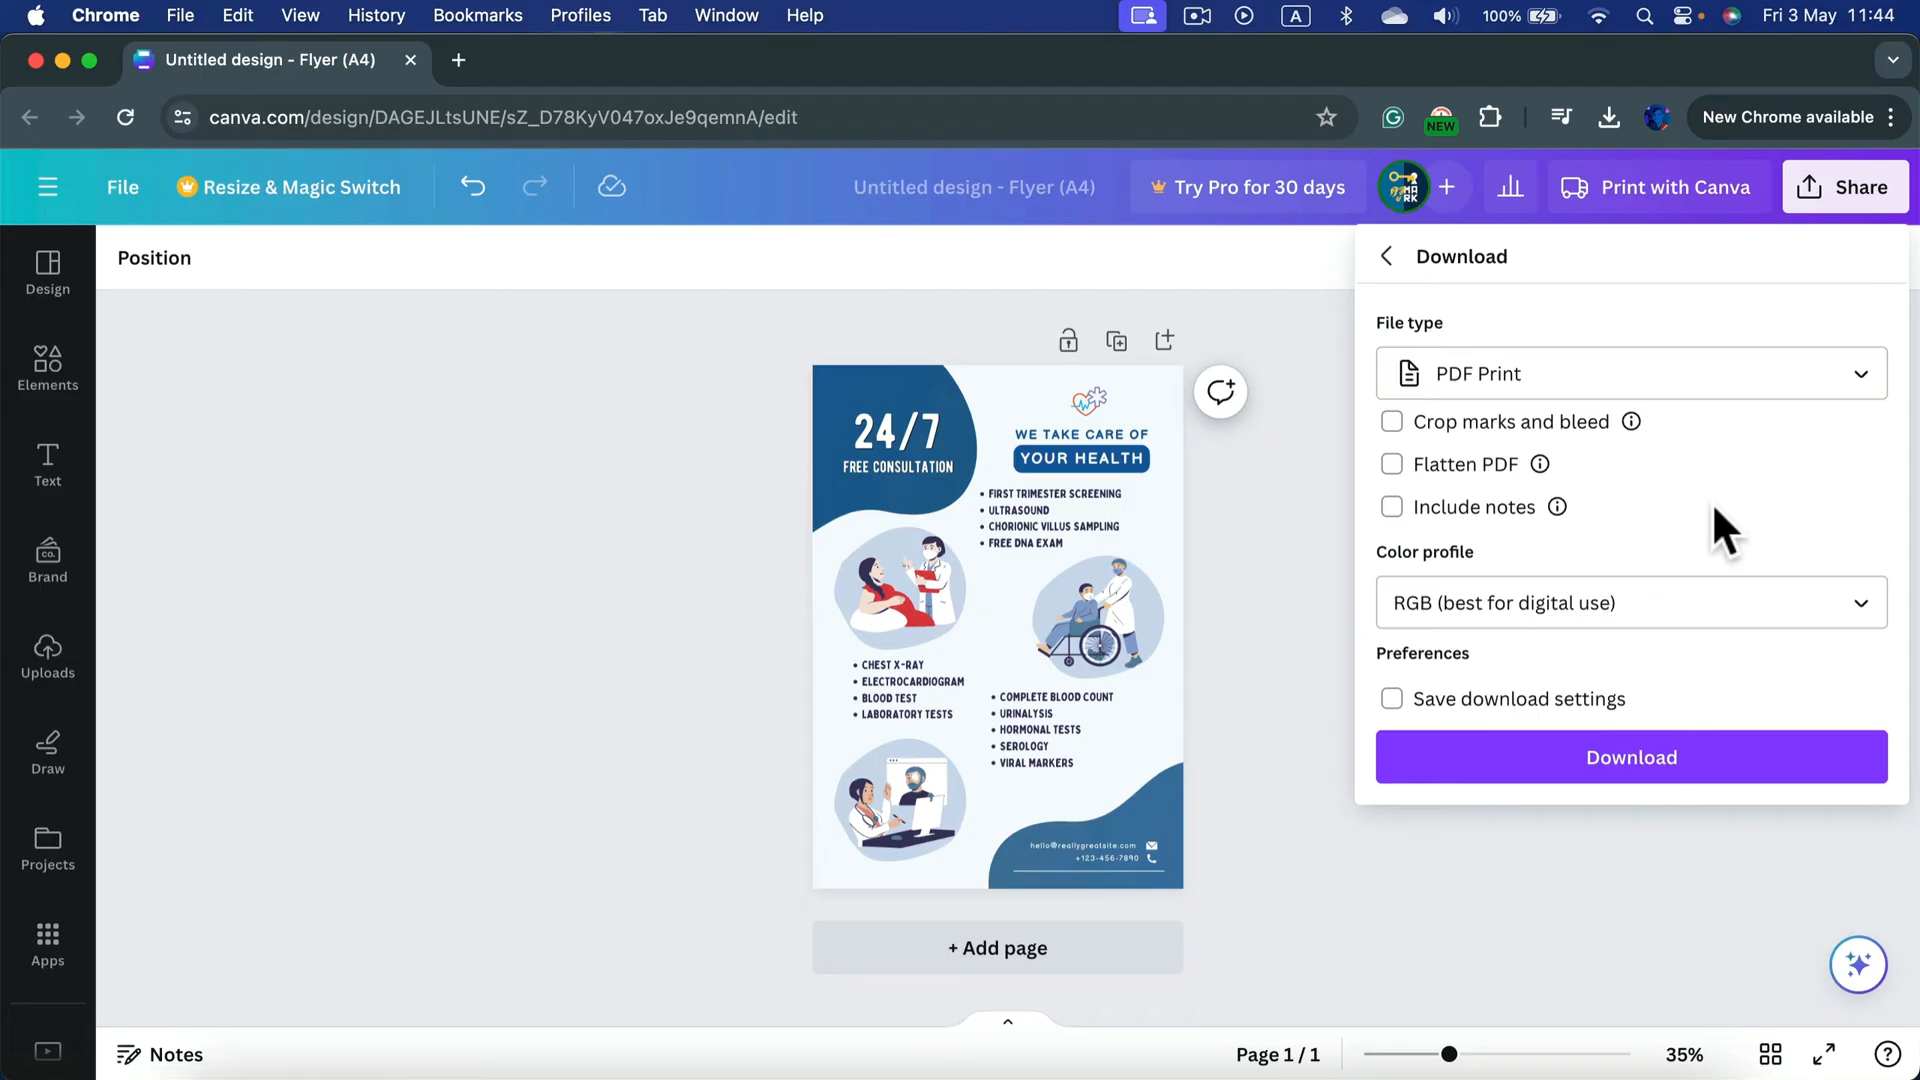 Chrome File Edit View History Bookmarks Profiles Tab Window Help A 100% Fri 3 May 11:44
Untitled design - Flyer (A4)
canva.com/design/DAGEJLtsUNE/sZ_D78KyV047oxJe9qemnA/edit NEW New Chrome available
File Resize & Magic Switch Untitled design - Flyer (A4) Try Pro for 30 days Print with Canva Share
Design
Elements
Text
Brand
Uploads
Draw
Projects
Apps
Position
24/7
FREE CONSULTATION
WE TAKE CARE OF
YOUR HEALTH
• FIRST TRIMESTER SCREENING
• ULTRASOUND
• CHORIONIC VILLUS SAMPLING
• FREE DNA EXAM
• CHEST X-RAY
• ELECTROCARDIOGRAM
• BLOOD TEST
• LABORATORY TESTS
• COMPLETE BLOOD COUNT
• URINALYSIS
• HORMONAL TESTS
• SEROLOGY
• VIRAL MARKERS
hello@reallygreatsite.com
+123-456-7890
+ Add page
Download
File type
PDF Print
Crop marks and bleed
Flatten PDF
Include notes
Color profile
RGB (best for digital use)
Preferences
Save download settings
Download
Notes Page 1 / 1 35%